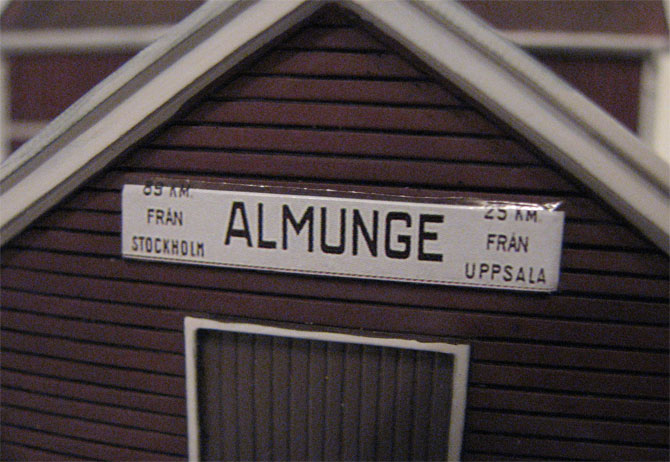 89 KM.
FRÅN
STOCKHOLM
ALMUNGE
25 KM.
FRÅN
UPPSALA